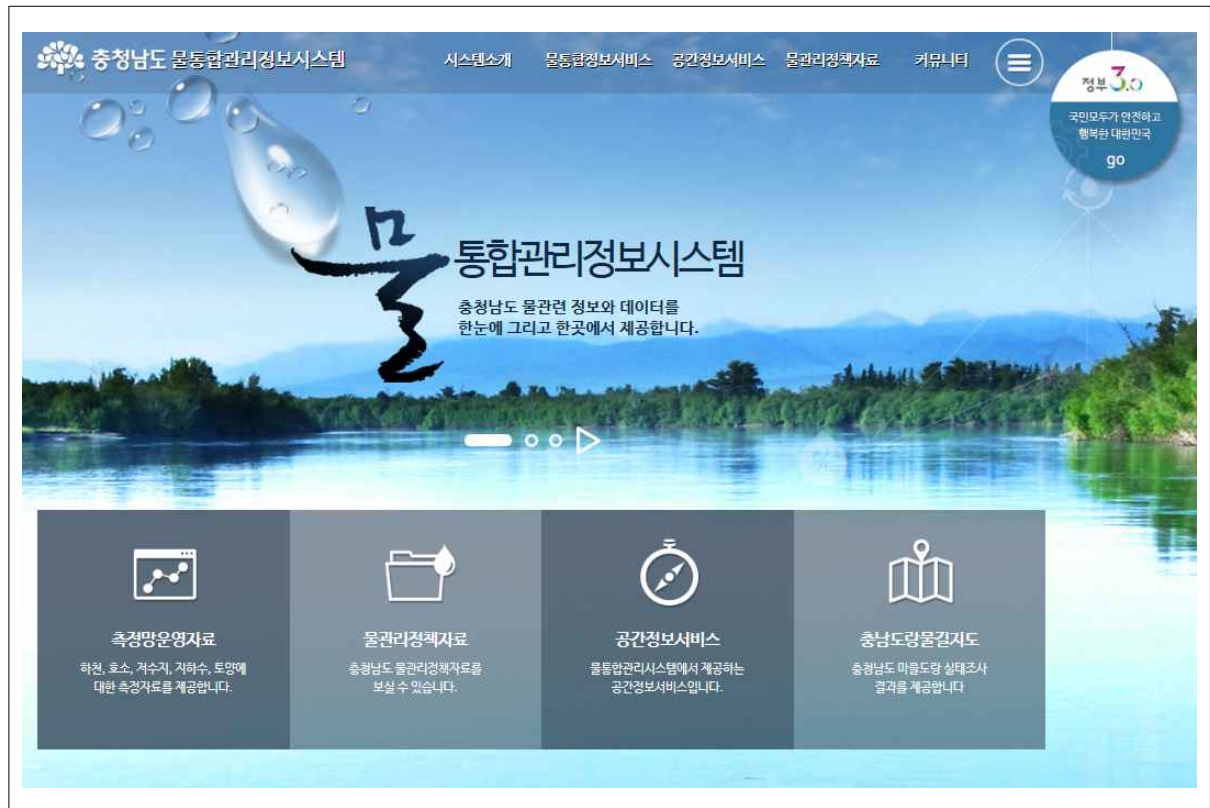 충청남도 물통합관리정보시스템
시스템소개 물통합정보서비스 공간정보서비스 물관리정책자료 커뮤니티
정부3.0
국민모두가 안전하고
행복한 대한민국
go
물
통합관리정보시스템
충청남도 물관련 정보와 데이터를
한눈에 그리고 한곳에서 제공합니다.
측정망운영자료
하천, 호소, 저수지, 지하수, 토양에
대한 측정자료를 제공합니다.
물관리정책자료
충청남도 물관리정책자료를
보실 수 있습니다.
공간정보서비스
물통합관리시스템에서 제공하는
공간정보서비스입니다.
충남도랑물길지도
충청남도 마을도랑 실태조사
결과를 제공합니다